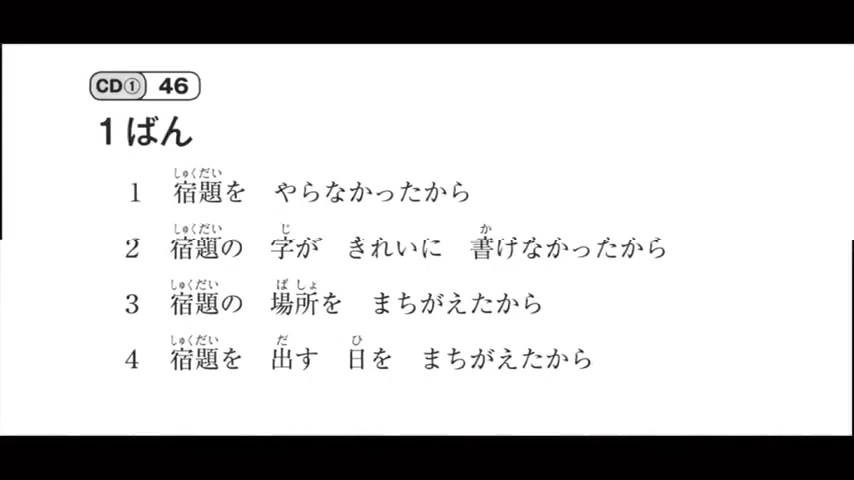 CD① 46
1ばん
1 宿題を やらなかったから
2 宿題の 字が きれいに 書けなかったから
3 宿題の 場所を まちがえたから
4 宿題を 出す 日を まちがえたから